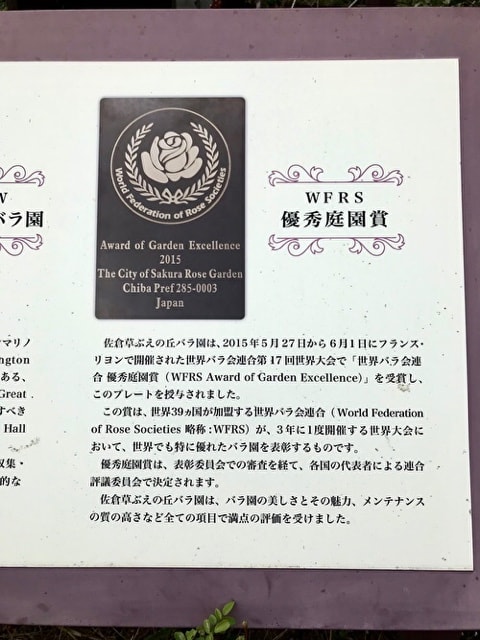 W
バラ園
マリノ
ngton
ある、
Great
すべき
Hall
収集・
的な
World Federation of Rose Societies
Award of Garden Excellence
2015
The City of Sakura Rose Garden
Chiba Pref 285-0003
Japan
WFRS
優秀庭園賞
佐倉草ぶえの丘バラ園は、2015年5月27日から6月1日にフランス・
リヨンで開催された世界バラ会連合第17回世界大会で「世界バラ会連
合 優秀庭園賞（WFRS Award of Garden Excellence）」を受賞し、
このプレートを授与されました。
この賞は、世界39ヵ国が加盟する世界バラ会連合（World Federation
of Rose Societies 略称：WFRS）が、3年に1度開催する世界大会に
おいて、世界でも特に優れたバラ園を表彰するものです。
優秀庭園賞は、表彰委員会での審査を経て、各国の代表者による連合
評議委員会で決定されます。
佐倉草ぶえの丘バラ園は、バラ園の美しさとその魅力、メンテナンス
の質の高さなど全ての項目で満点の評価を受けました。